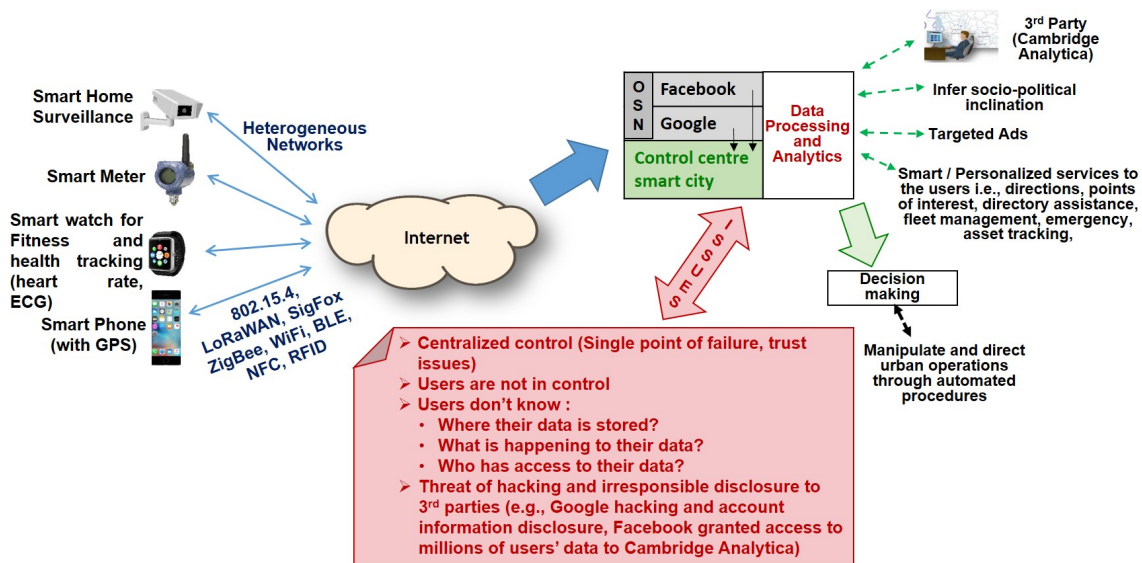 Smart Home
Surveillance
Smart Meter
Smart watch for
Fitness and
health tracking
(heart rate,
ECG)
Smart Phone
(with GPS)
Heterogeneous
Networks
802.15.4,
LoRaWAN, SigFox
ZigBee, WiFi, BLE,
NFC, RFID
Internet
OSN
Facebook
Google
Control centre
smart city
Data
Processing
and
Analytics
3rd Party
(Cambridge
Analytica)
Infer socio-political
inclination
Targeted Ads
Smart / Personalized services to
the users i.e., directions, points
of interest, directory assistance,
fleet management, emergency,
asset tracking,
Decision
making
Manipulate and direct
urban operations
through automated
procedures
ISSUES
➢ Centralized control (Single point of failure, trust
issues)
➢ Users are not in control
➢ Users don’t know :
• Where their data is stored?
• What is happening to their data?
• Who has access to their data?
➢ Threat of hacking and irresponsible disclosure to
3rd parties (e.g., Google hacking and account
information disclosure, Facebook granted access to
millions of users’ data to Cambridge Analytica)